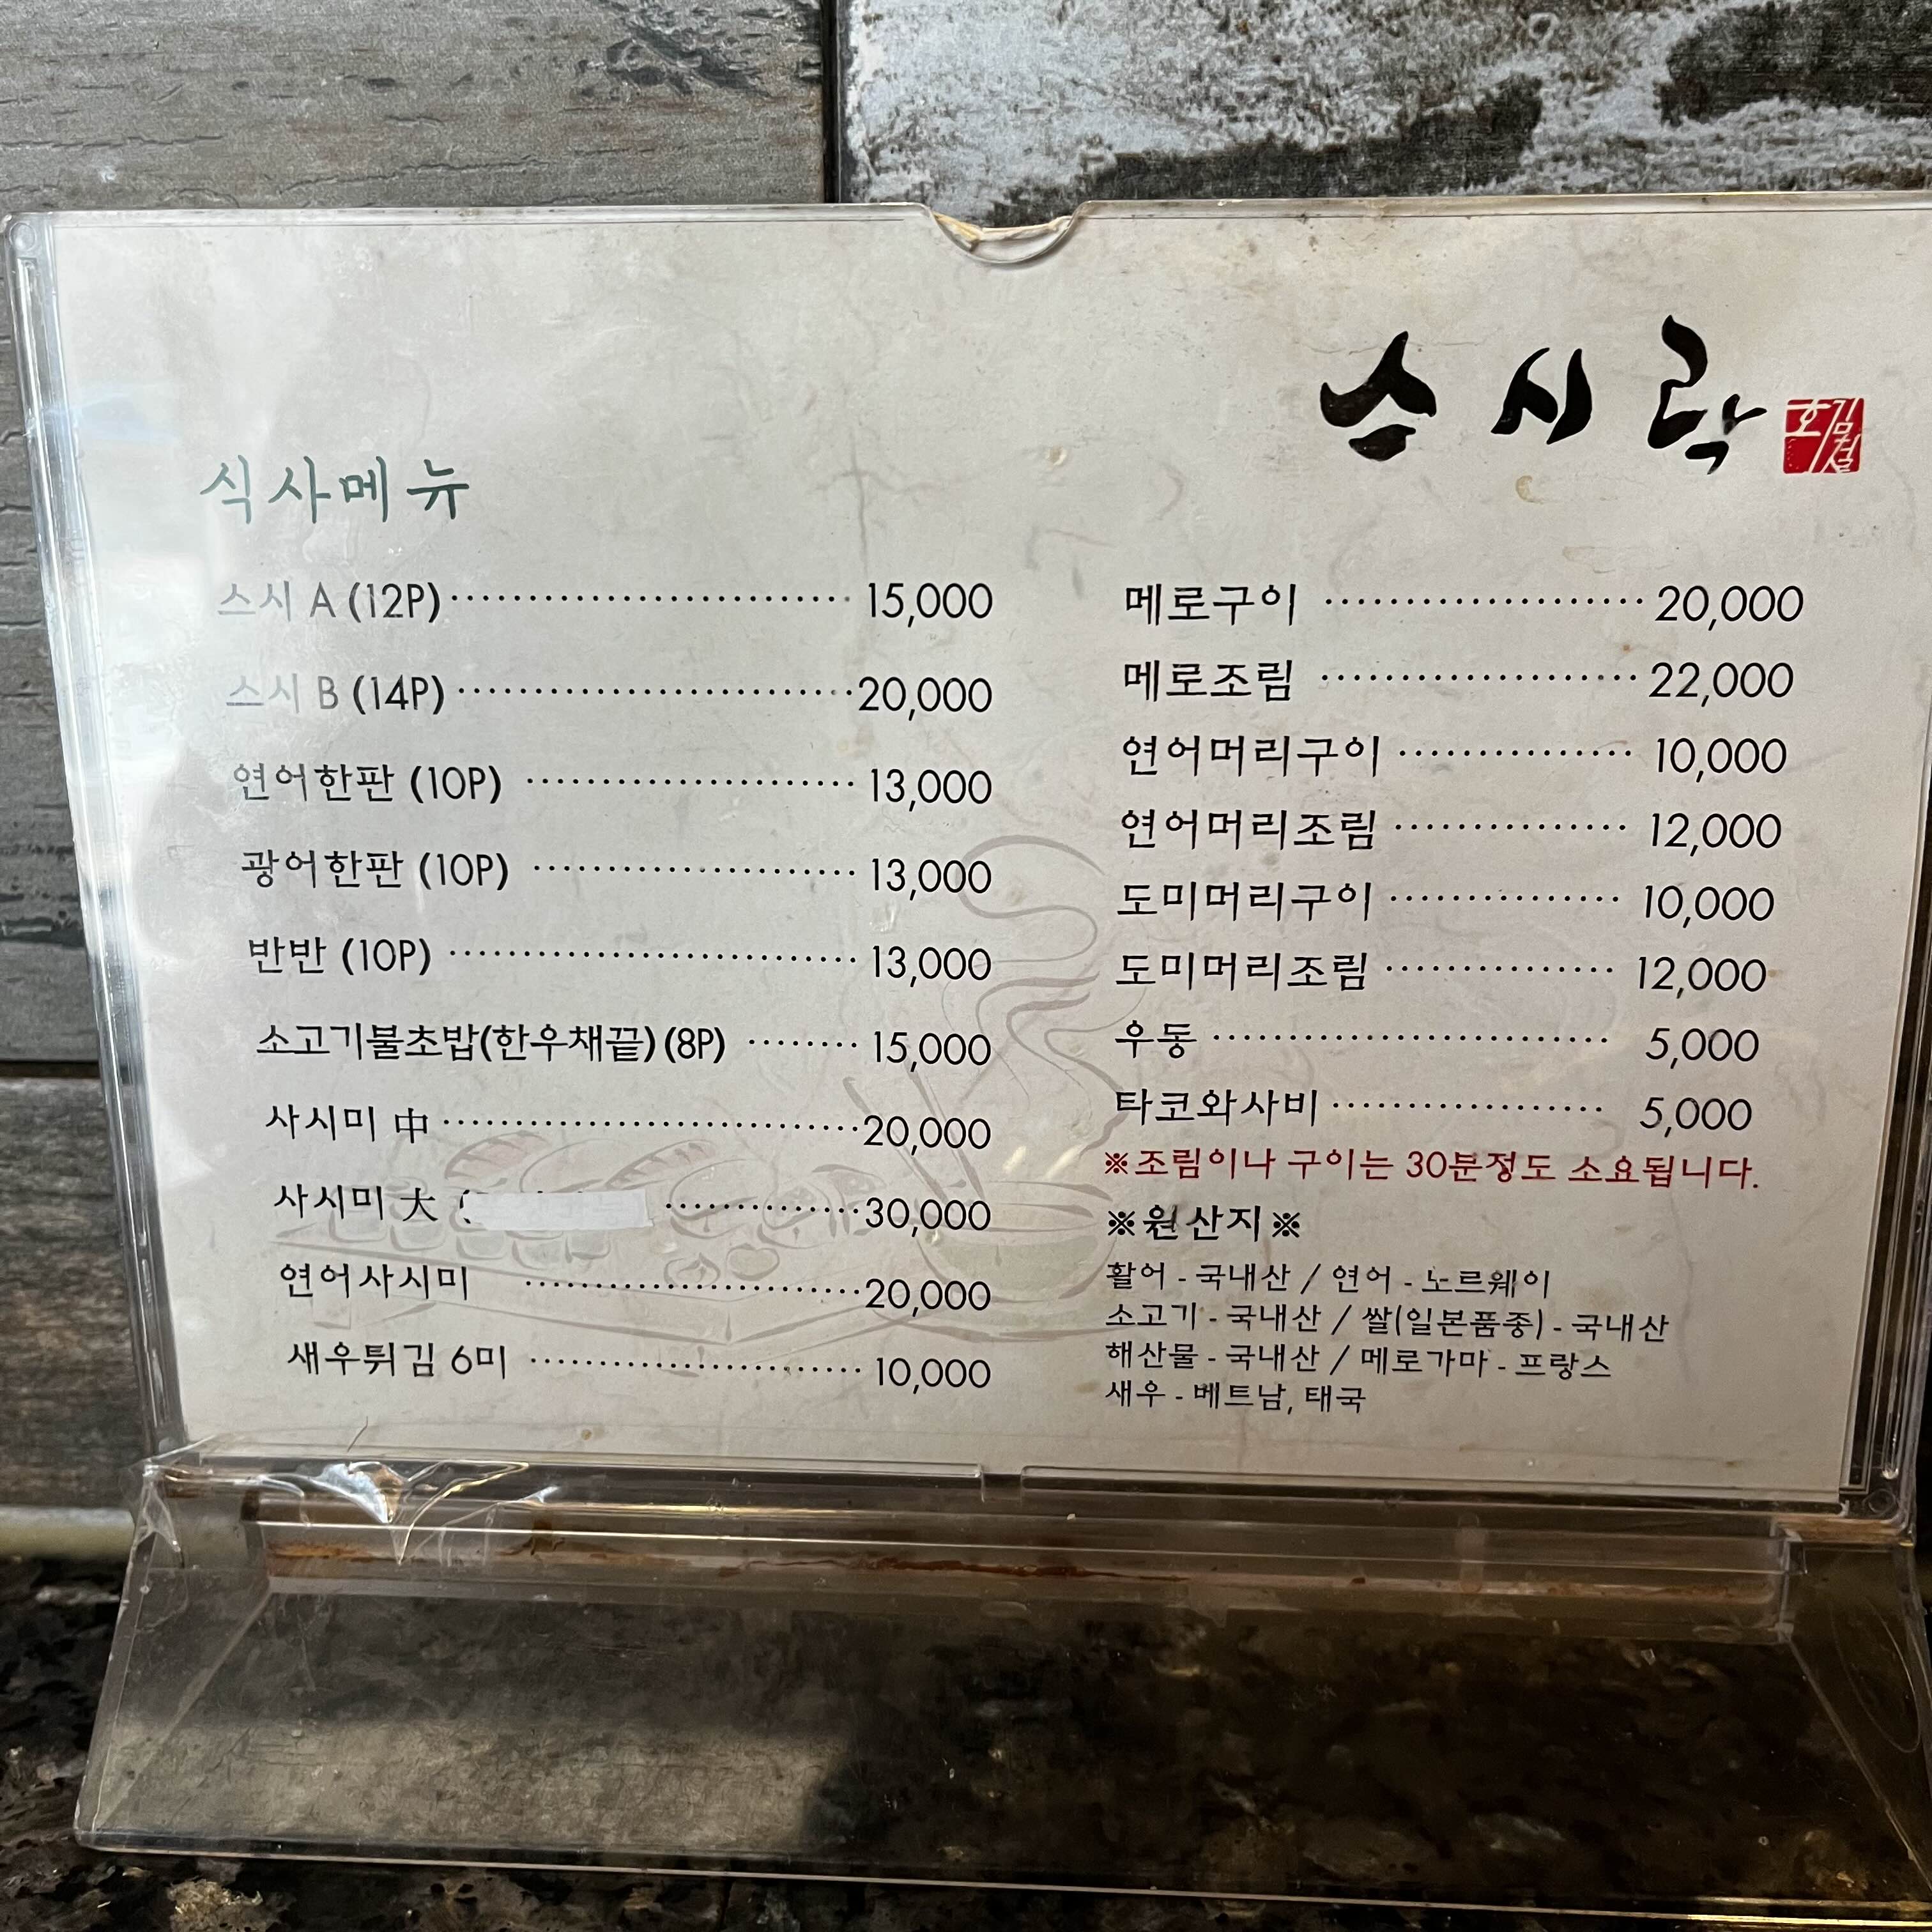 스시락
식사메뉴
스시 A (12P) 15,000
스시 B (14P) 20,000
연어한판 (10P) 13,000
광어한판 (10P) 13,000
반반 (10P) 13,000
소고기불초밥(한우채끝) (8P) 15,000
사시미 中 20,000
사시미 大 ( 30,000
연어사시미 20,000
새우튀김 6미 10,000
메로구이 20,000
메로조림 22,000
연어머리구이 10,000
연어머리조림 12,000
도미머리구이 10,000
도미머리조림 12,000
우동 5,000
타코와사비 5,000
※조림이나 구이는 30분정도 소요됩니다.
※원산지※
활어 - 국내산 / 연어 - 노르웨이
소고기 - 국내산 / 쌀(일본품종) - 국내산
해산물 - 국내산 / 메로가마 - 프랑스
새우 - 베트남, 태국